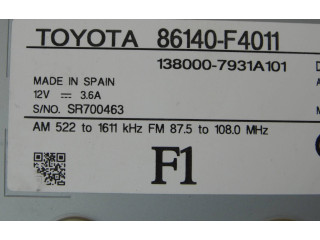 TOYOTA 86140-F4011
138000-7931A101
MADE IN SPAIN
12V ⎓ 3.6A
S/NO. SR700463
AM 522 to 1611 kHz FM 87.5 to 108.0 MHz
F1